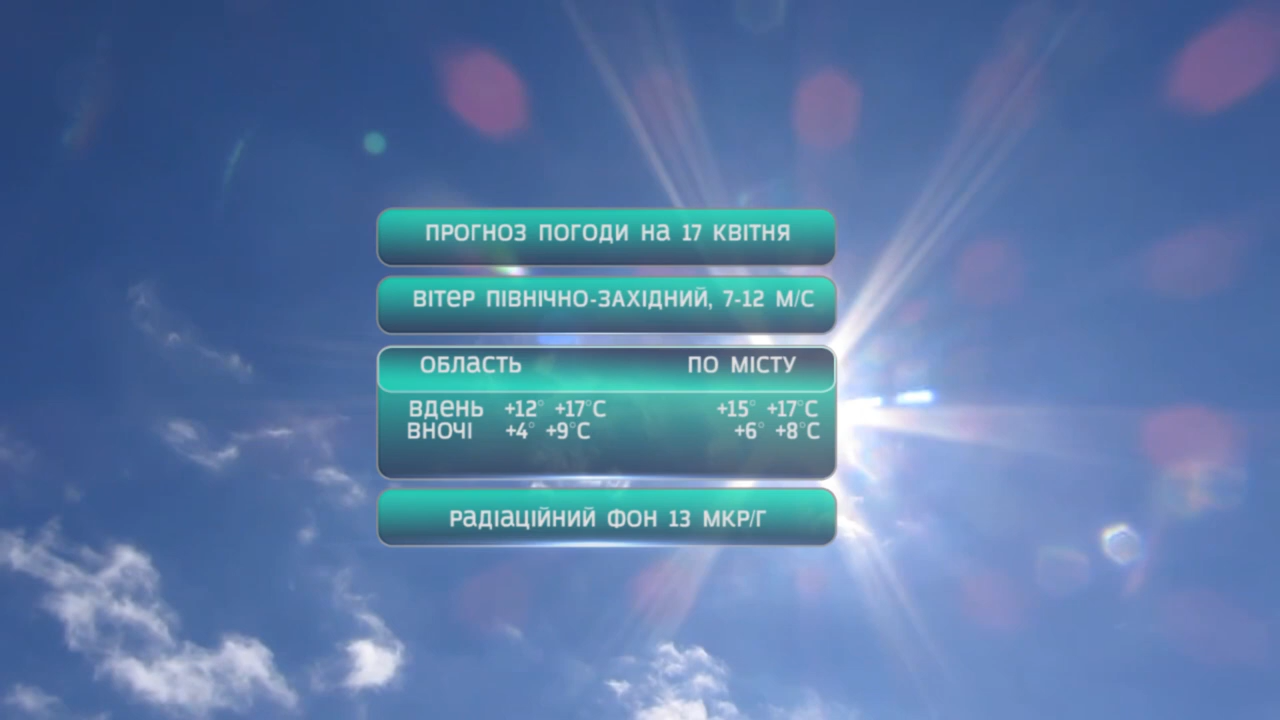 ПРОГНОЗ ПОГОДИ На 17 КВІТНЯ
ВІТеР ПІВНІЧНО-ЗАХІДНИЙ, 7-12 М/С
ОБЛаСТЬ ПО МІСТУ
ВДеНЬ +12° +17°С +15° +17°С
ВНОЧІ +4° +9°С +6° +8°С
РаДІаЦІЙНИЙ ФОН 13 МКР/Г